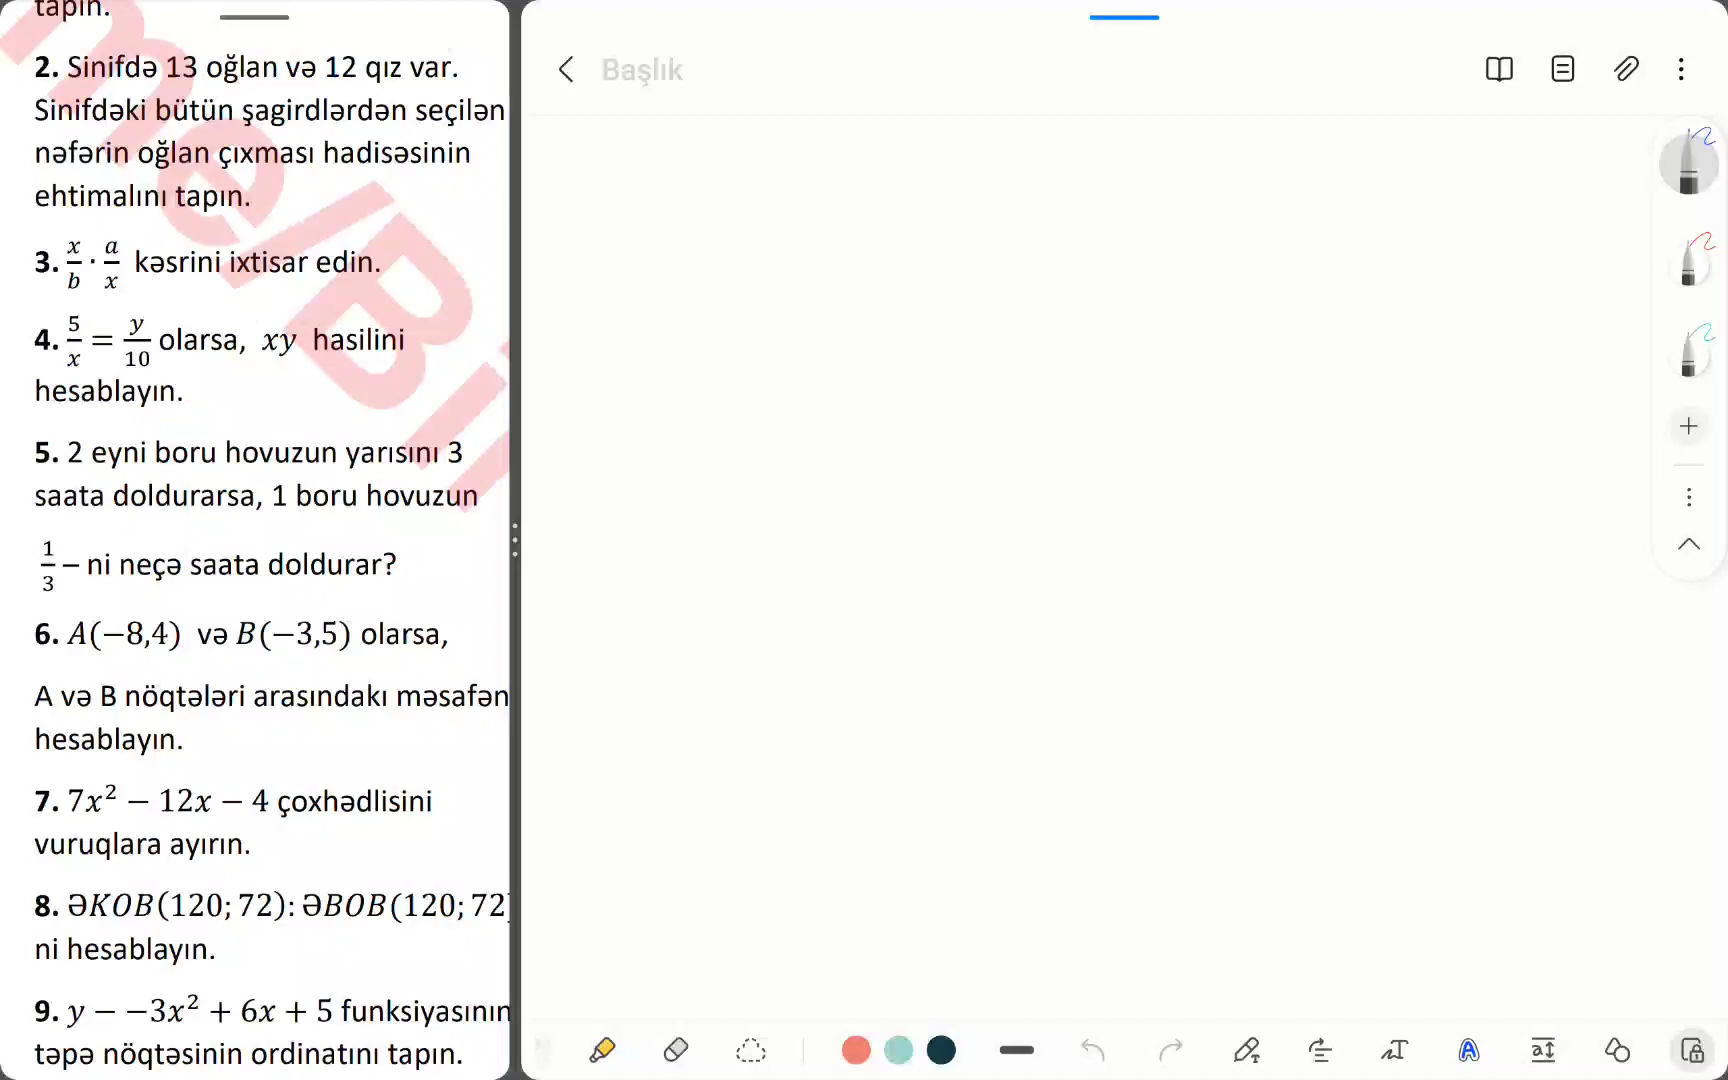 tapın.
2. Sinifdə 13 oğlan və 12 qız var.
Sinifdəki bütün şagirdlərdən seçilən
nəfərin oğlan çıxması hadisəsinin
ehtimalını tapın.
3. x/b · a/x kəsrini ixtisar edin.
4. 5/x = y/10 olarsa, xy hasilini
hesablayın.
5. 2 eyni boru hovuzun yarısını 3
saata doldurarsa, 1 boru hovuzun
1/3 – ni neçə saata doldurar?
6. A(−8,4) və B(−3,5) olarsa,
A və B nöqtələri arasındakı məsafən
hesablayın.
7. 7x² − 12x − 4 çoxhədlisini
vuruqlara ayırın.
8. ƏKOB(120; 72): ƏBOB(120; 72)
ni hesablayın.
9. y − −3x² + 6x + 5 funksiyasının
təpə nöqtəsinin ordinatını tapın.
me/Bi
Başlık